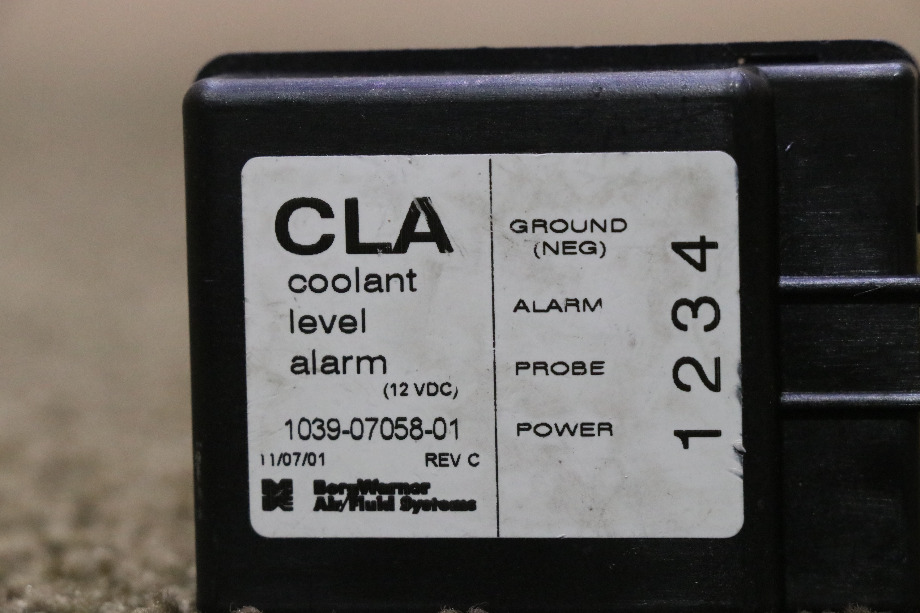 CLA
coolant
level
alarm
(12 VDC)
1039-07058-01
11/07/01 REV C
BorgWarner
Air/Fluid Systems
GROUND
(NEG)
4
ALARM
3
PROBE
2
POWER
1